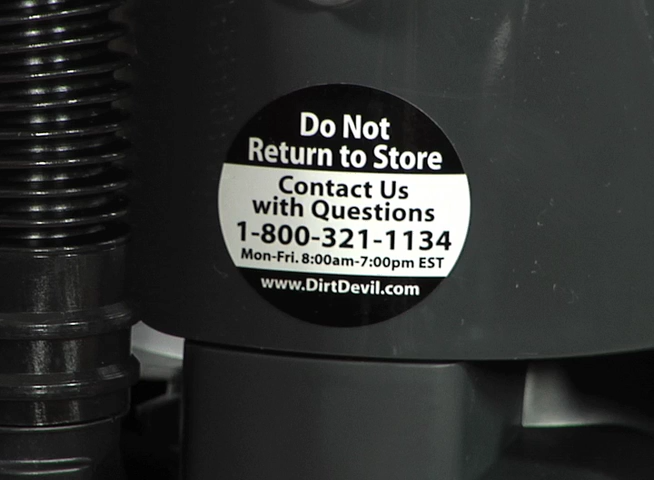 Do Not
Return to Store
Contact Us
with Questions
1-800-321-1134
Mon-Fri. 8:00am-7:00pm EST
www.DirtDevil.com